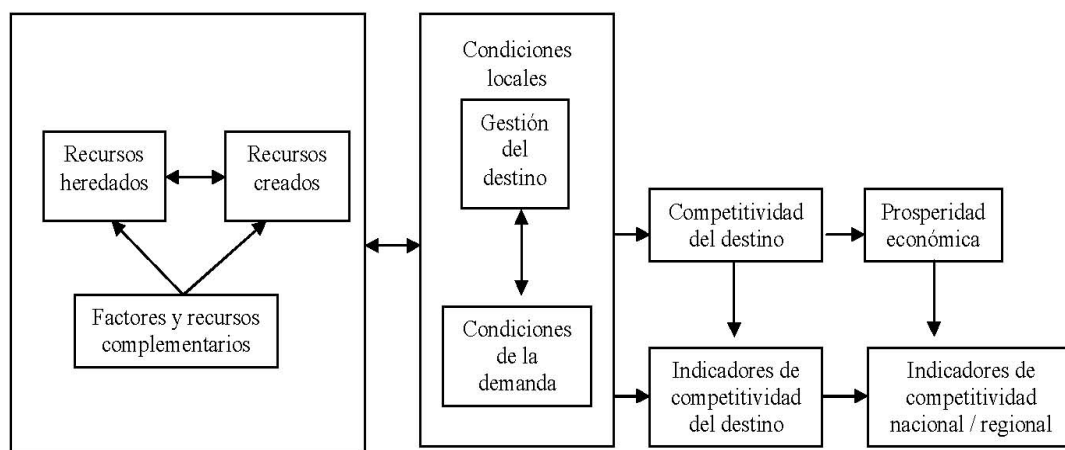 Recursos
heredados
Recursos
creados
Factores y recursos
complementarios
Condiciones
locales
Gestión
del
destino
Condiciones
de la
demanda
Competitividad
del destino
Prosperidad
económica
Indicadores de
competitividad
del destino
Indicadores de
competitividad
nacional / regional